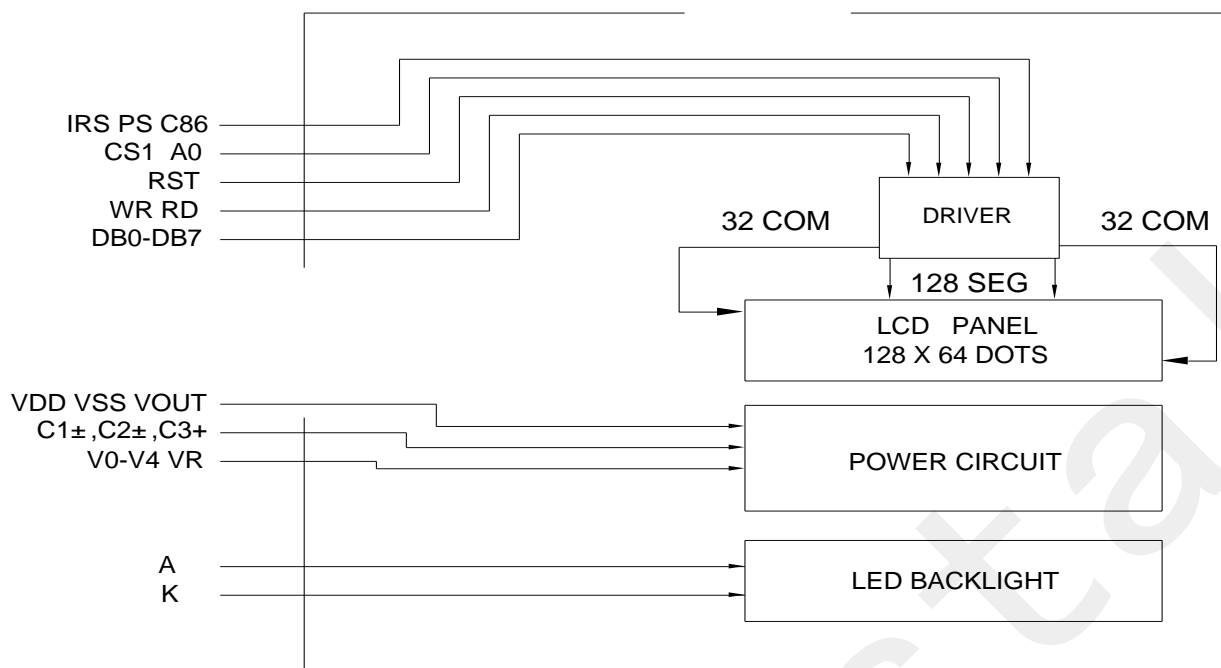 IRS PS C86
CS1 A0
RST
WR RD
DB0-DB7
DRIVER
32 COM
32 COM
128 SEG
LCD PANEL
128 X 64 DOTS
VDD VSS VOUT
C1± ,C2± ,C3+
V0-V4 VR
POWER CIRCUIT
A
K
LED BACKLIGHT